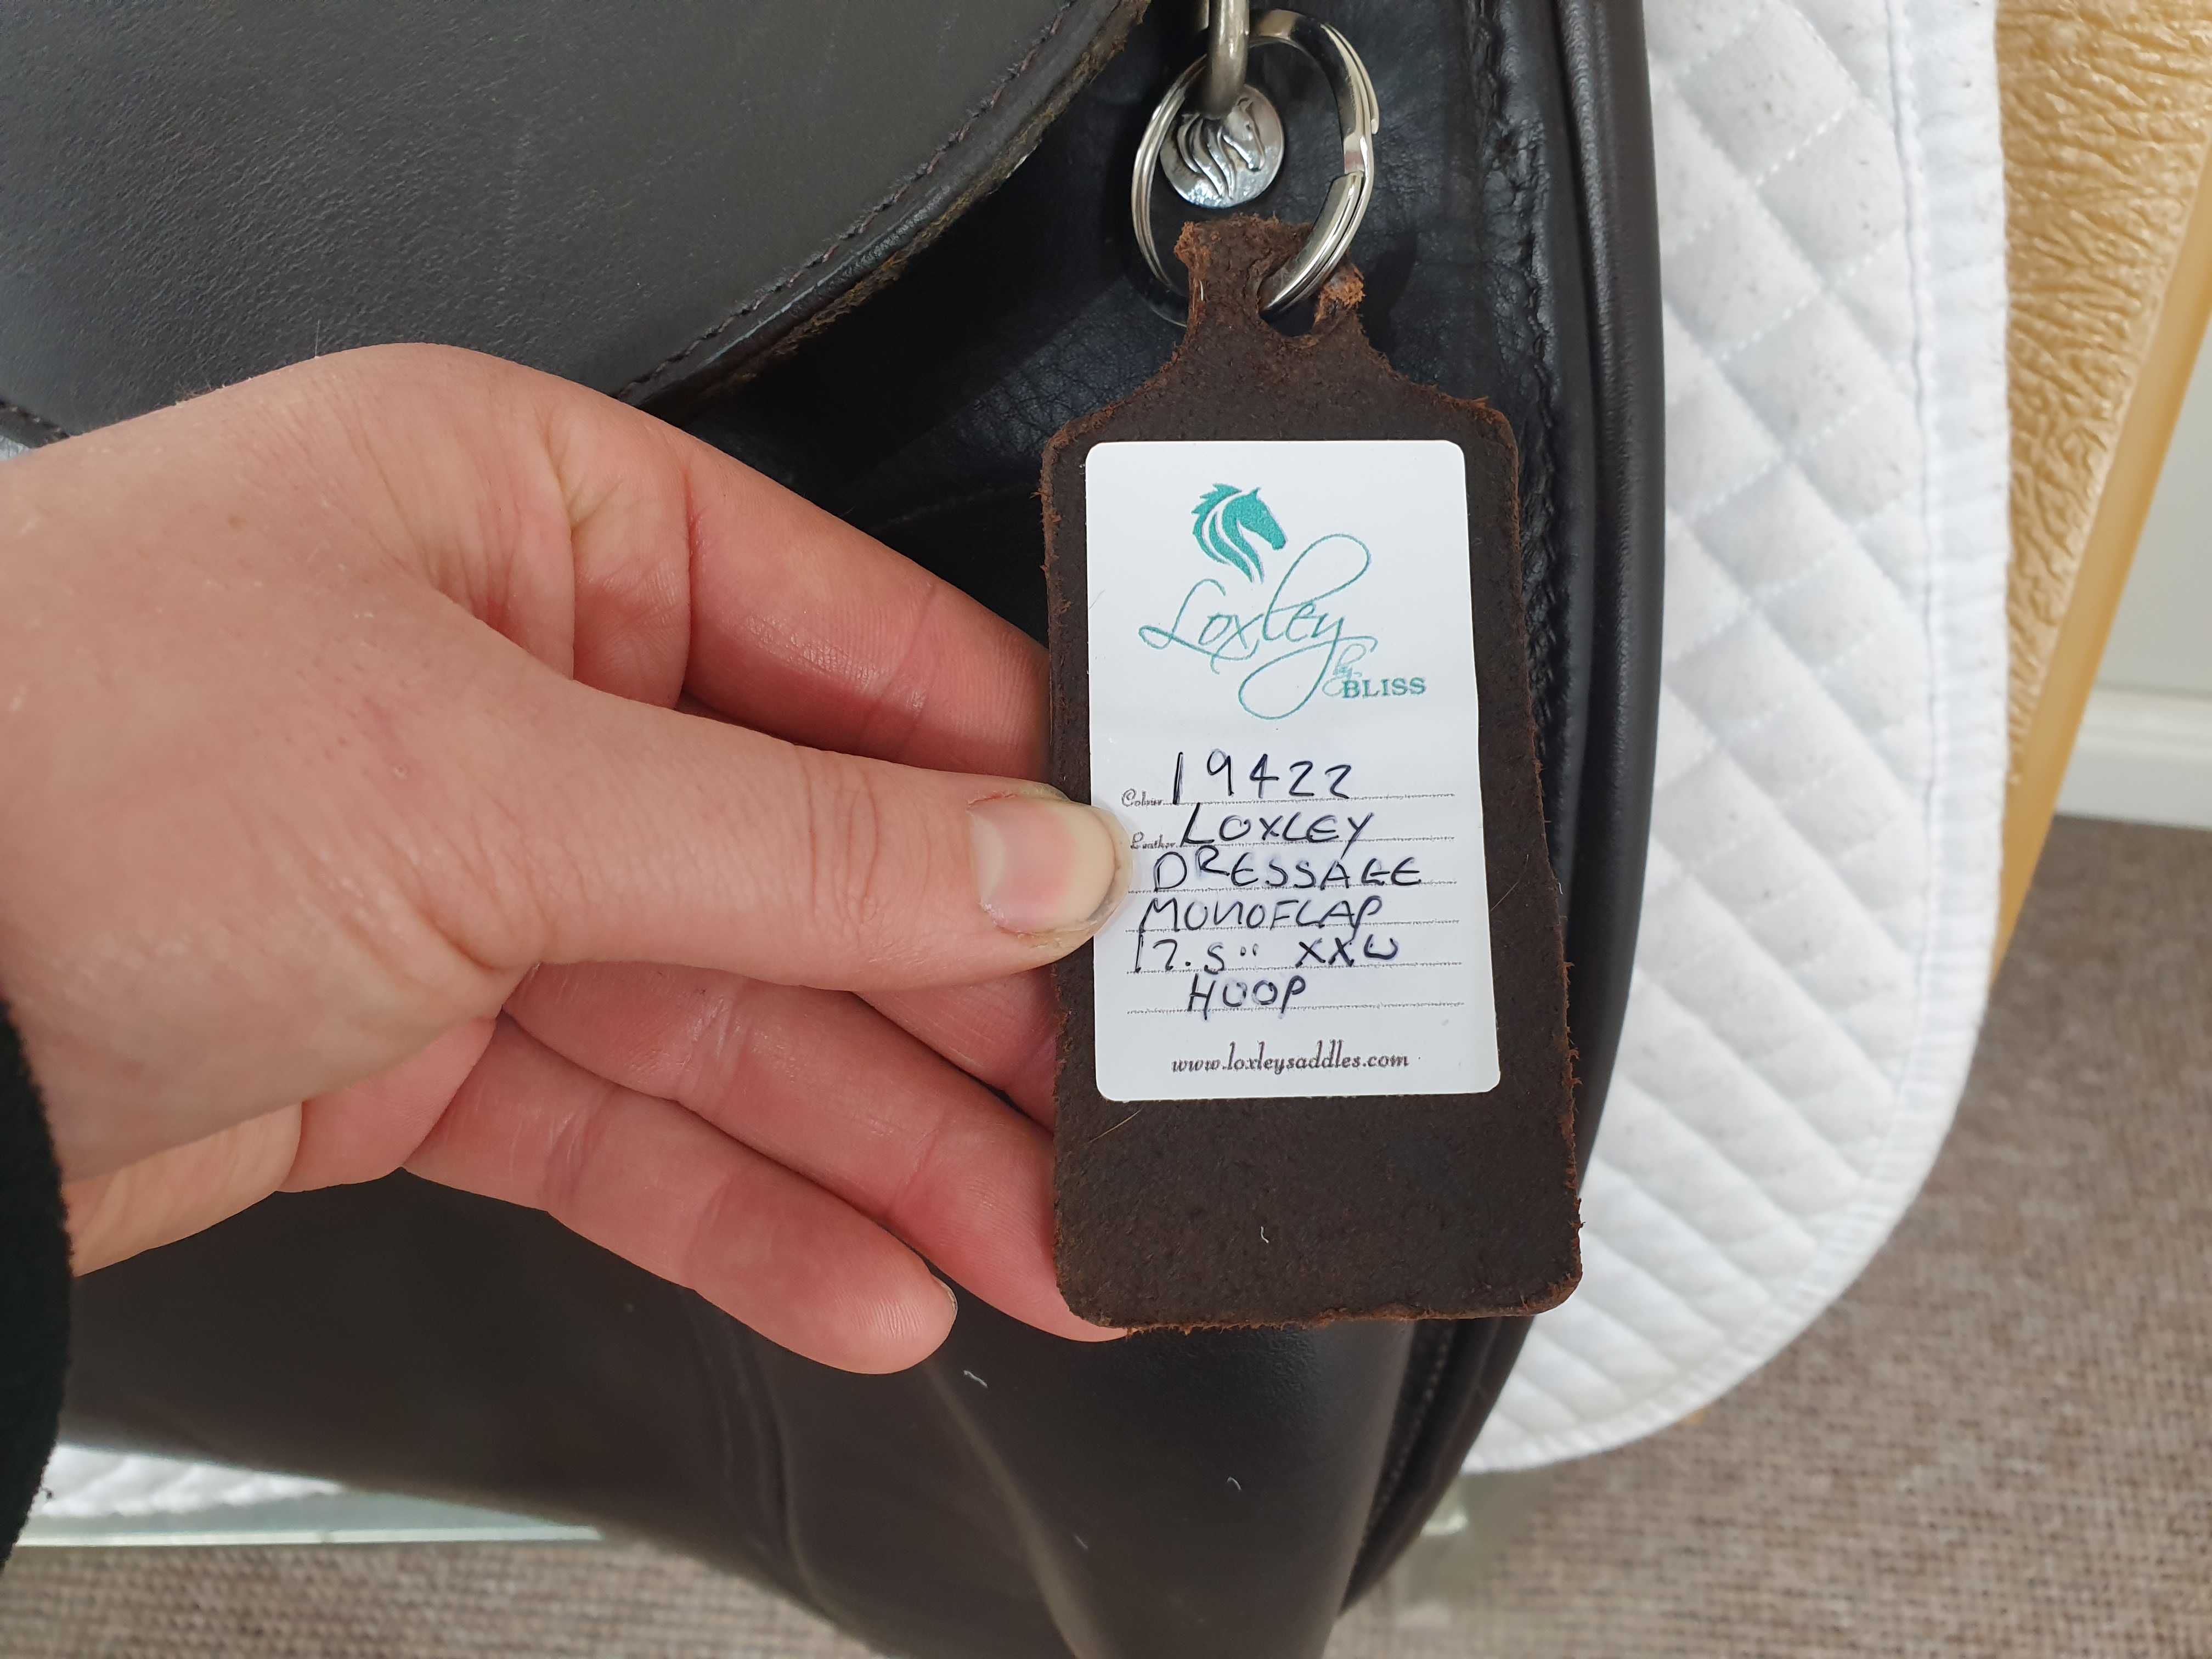 Loxley
by BLISS
Colour 19422
Leather LOXLEY
DRESSAGE
MONOFLAP
17.5" XXW
HOOP
www.loxleysaddles.com